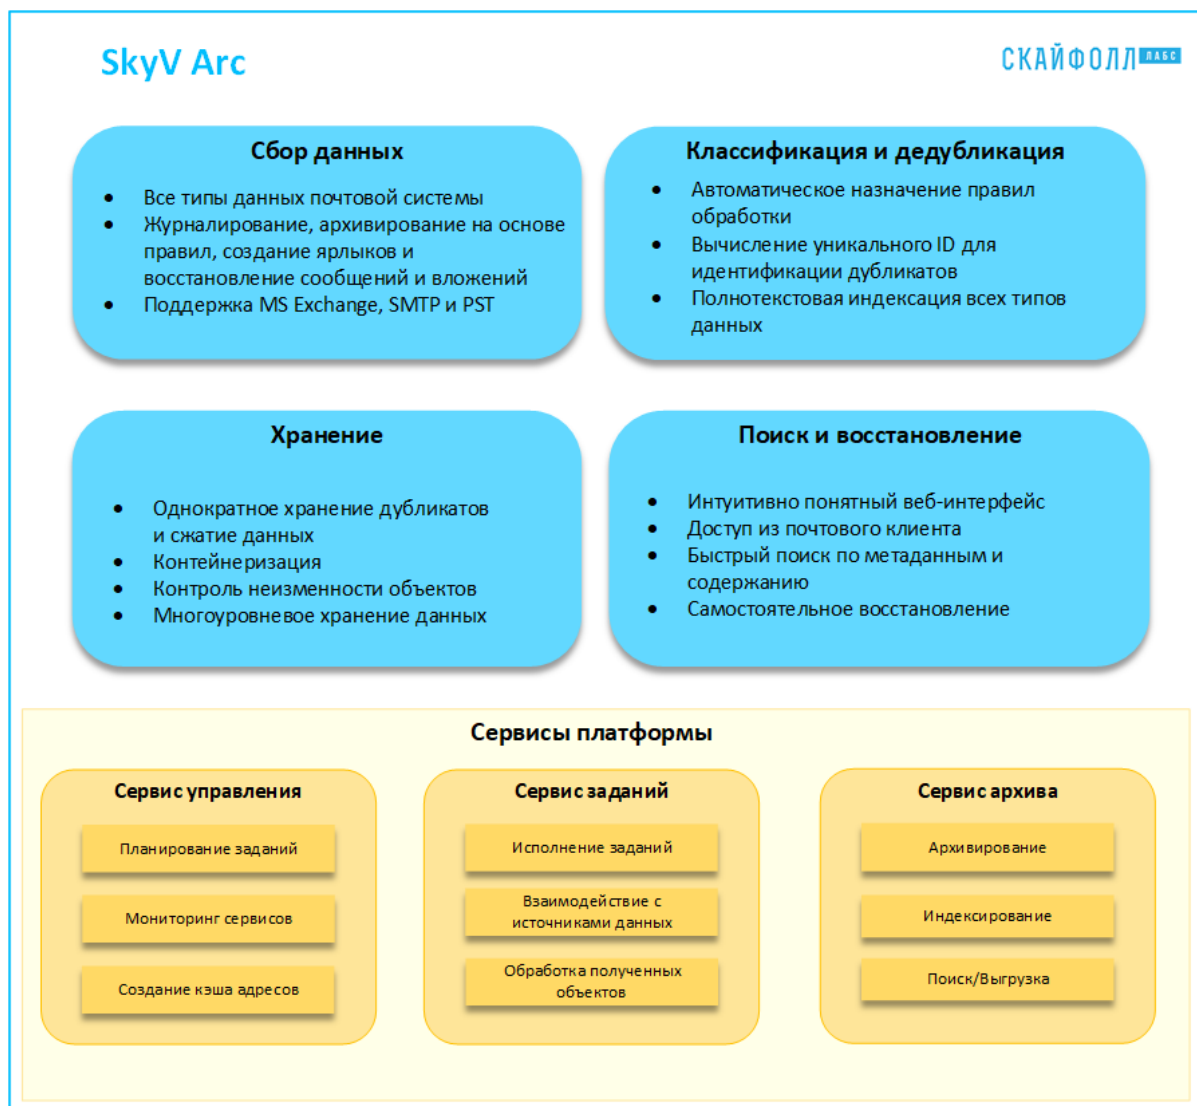 SkyV Arc
СКАЙФОЛЛ ЛАБС
Сбор данных
• Все типы данных почтовой системы
• Журналирование, архивирование на основе
правил, создание ярлыков и
восстановление сообщений и вложений
• Поддержка MS Exchange, SMTP и PST
Классификация и дедубликация
• Автоматическое назначение правил
обработки
• Вычисление уникального ID для
идентификации дубликатов
• Полнотекстовая индексация всех типов
данных
Хранение
• Однократное хранение дубликатов
и сжатие данных
• Контейнеризация
• Контроль неизменности объектов
• Многоуровневое хранение данных
Поиск и восстановление
• Интуитивно понятный веб-интерфейс
• Доступ из почтового клиента
• Быстрый поиск по метаданным и
содержанию
• Самостоятельное восстановление
Сервисы платформы
Сервис управления
Планирование заданий
Мониторинг сервисов
Создание кэша адресов
Сервис заданий
Исполнение заданий
Взаимодействие с
источниками данных
Обработка полученных
объектов
Сервис архива
Архивирование
Индексирование
Поиск/Выгрузка